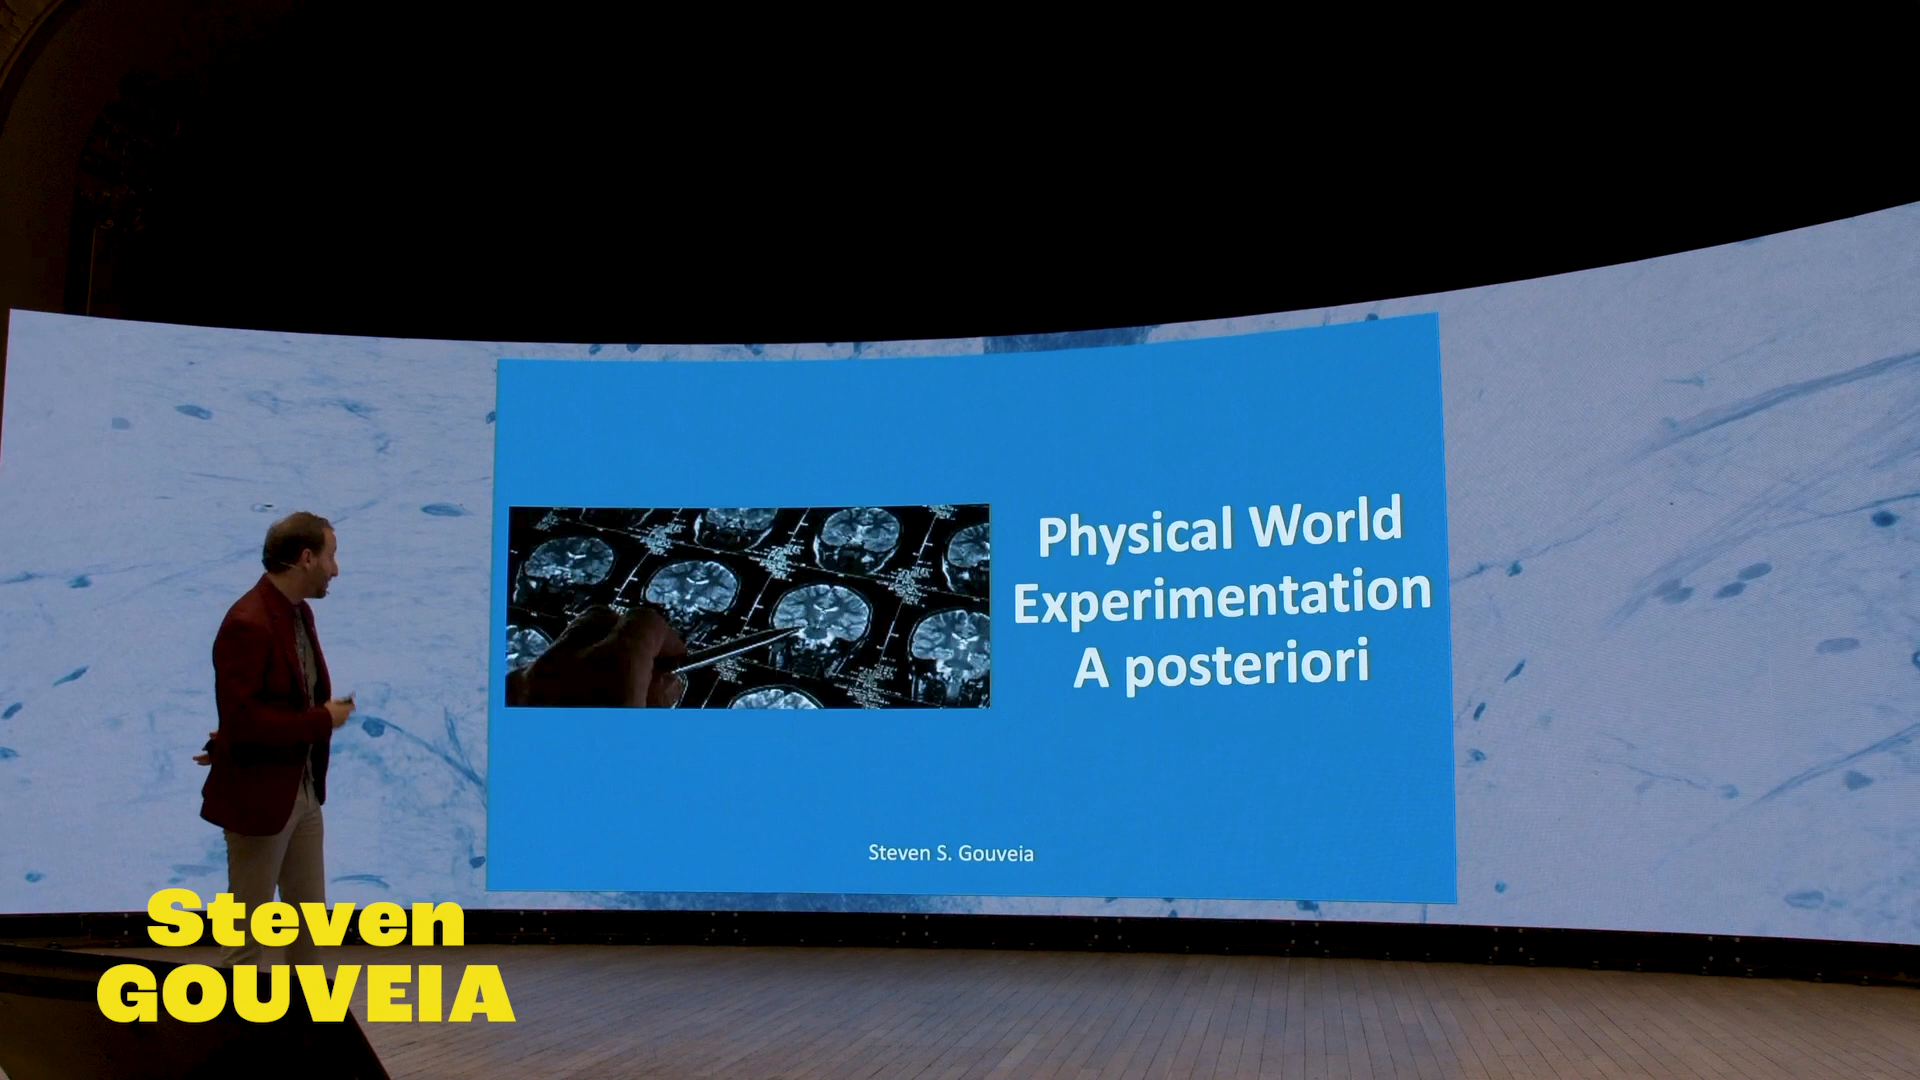 Physical World
Experimentation
A posteriori
Steven S. Gouveia
Steven
GOUVEIA